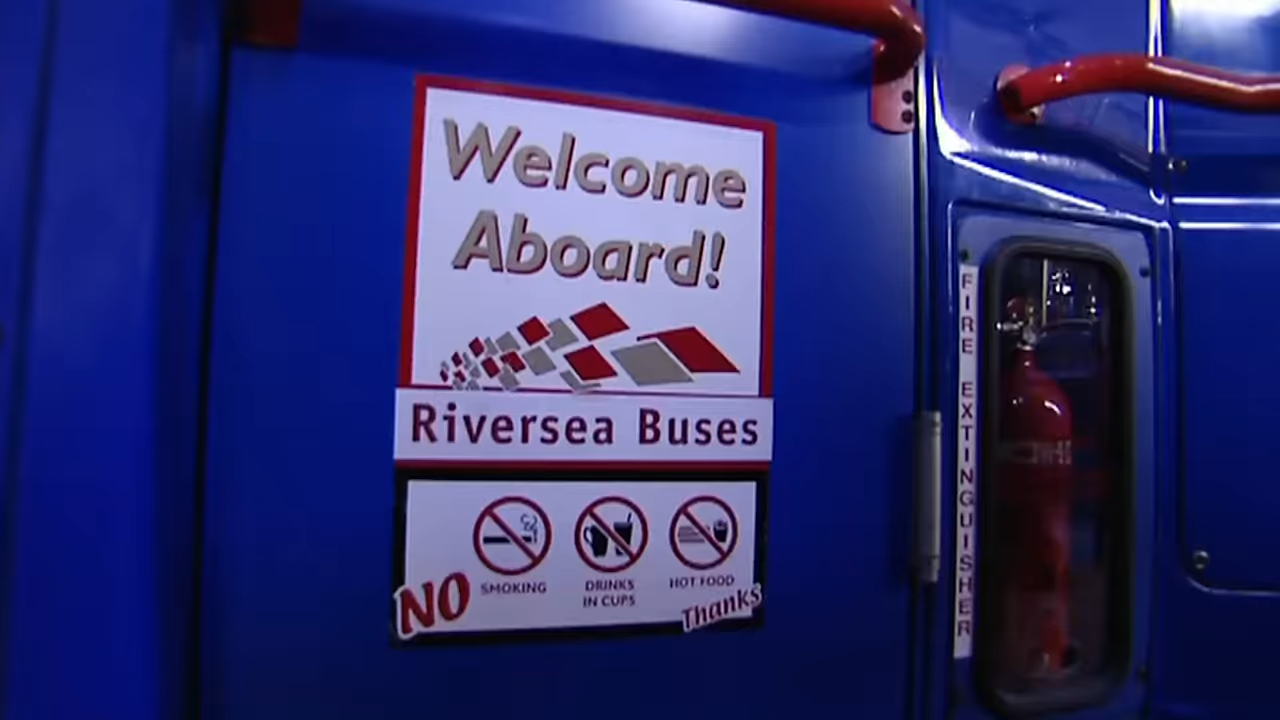 Welcome
Aboard!
Riversea Buses
NO
SMOKING
DRINKS
IN CUPS
HOT FOOD
Thanks
FIRE EXTINGUISHER